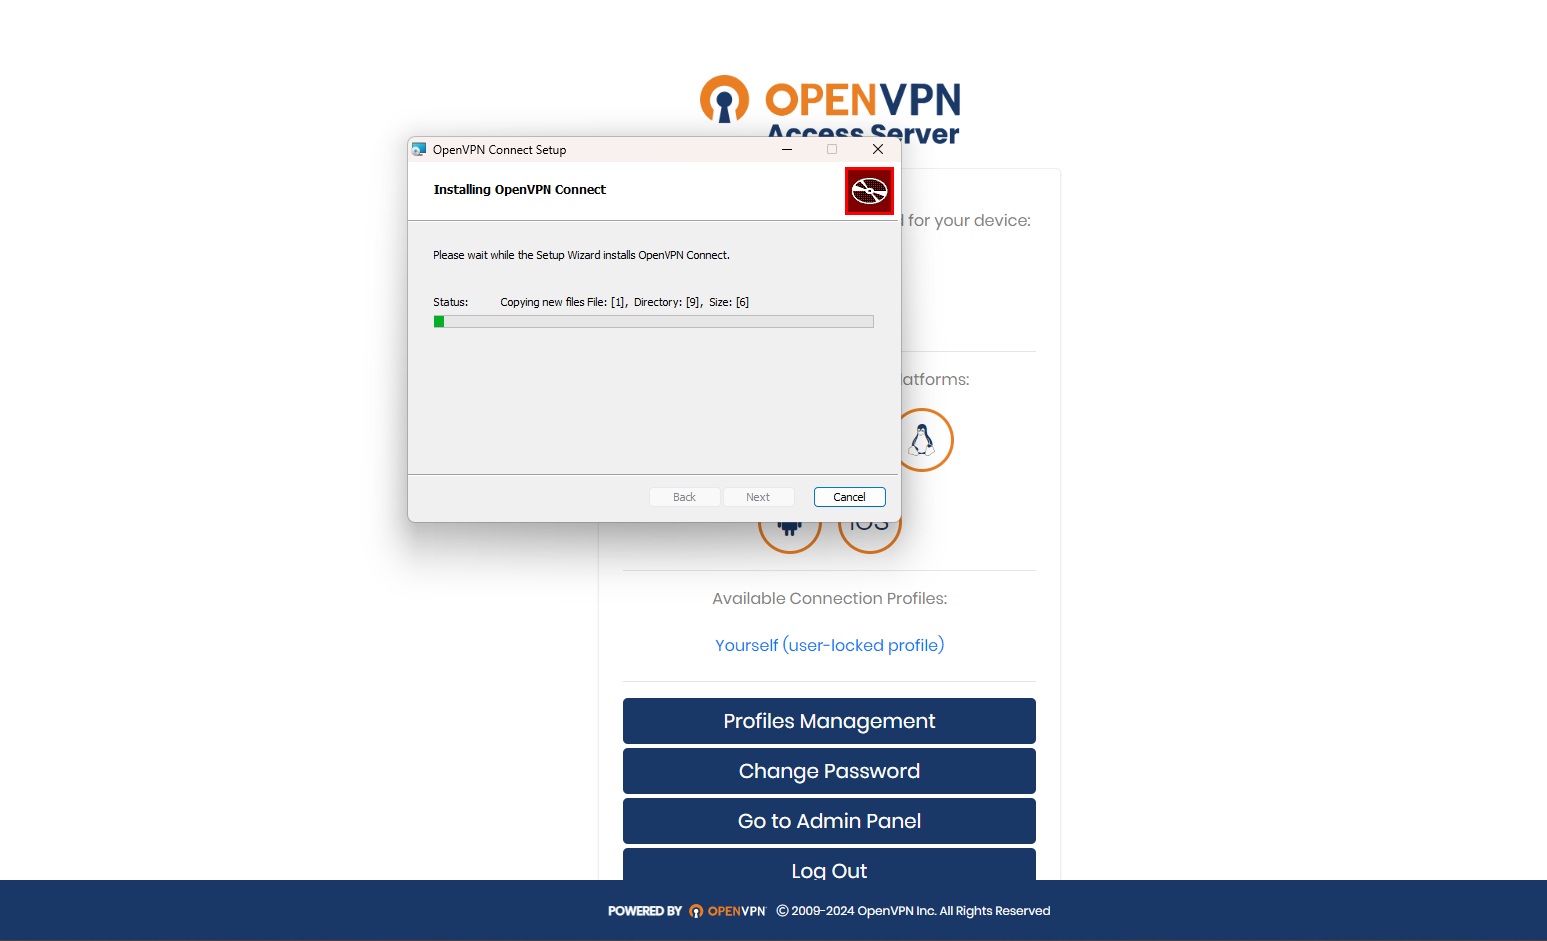 OPENVPN
Access Server
OpenVPN Connect Setup
Installing OpenVPN Connect
for your device:
Please wait while the Setup Wizard installs OpenVPN Connect.
Status: Copying new files File: [1], Directory: [9], Size: [6]
Back Next Cancel
iOS
Available Connection Profiles:
Yourself (user-locked profile)
Profiles Management
Change Password
Go to Admin Panel
Log Out
POWERED BY OPENVPN © 2009-2024 OpenVPN Inc. All Rights Reserved